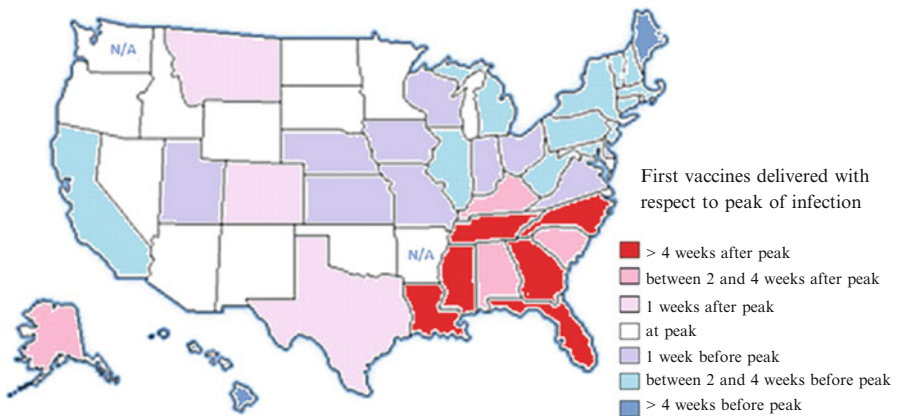 N/A
N/A
First vaccines delivered with
respect to peak of infection
> 4 weeks after peak
between 2 and 4 weeks after peak
1 weeks after peak
at peak
1 week before peak
between 2 and 4 weeks before peak
> 4 weeks before peak